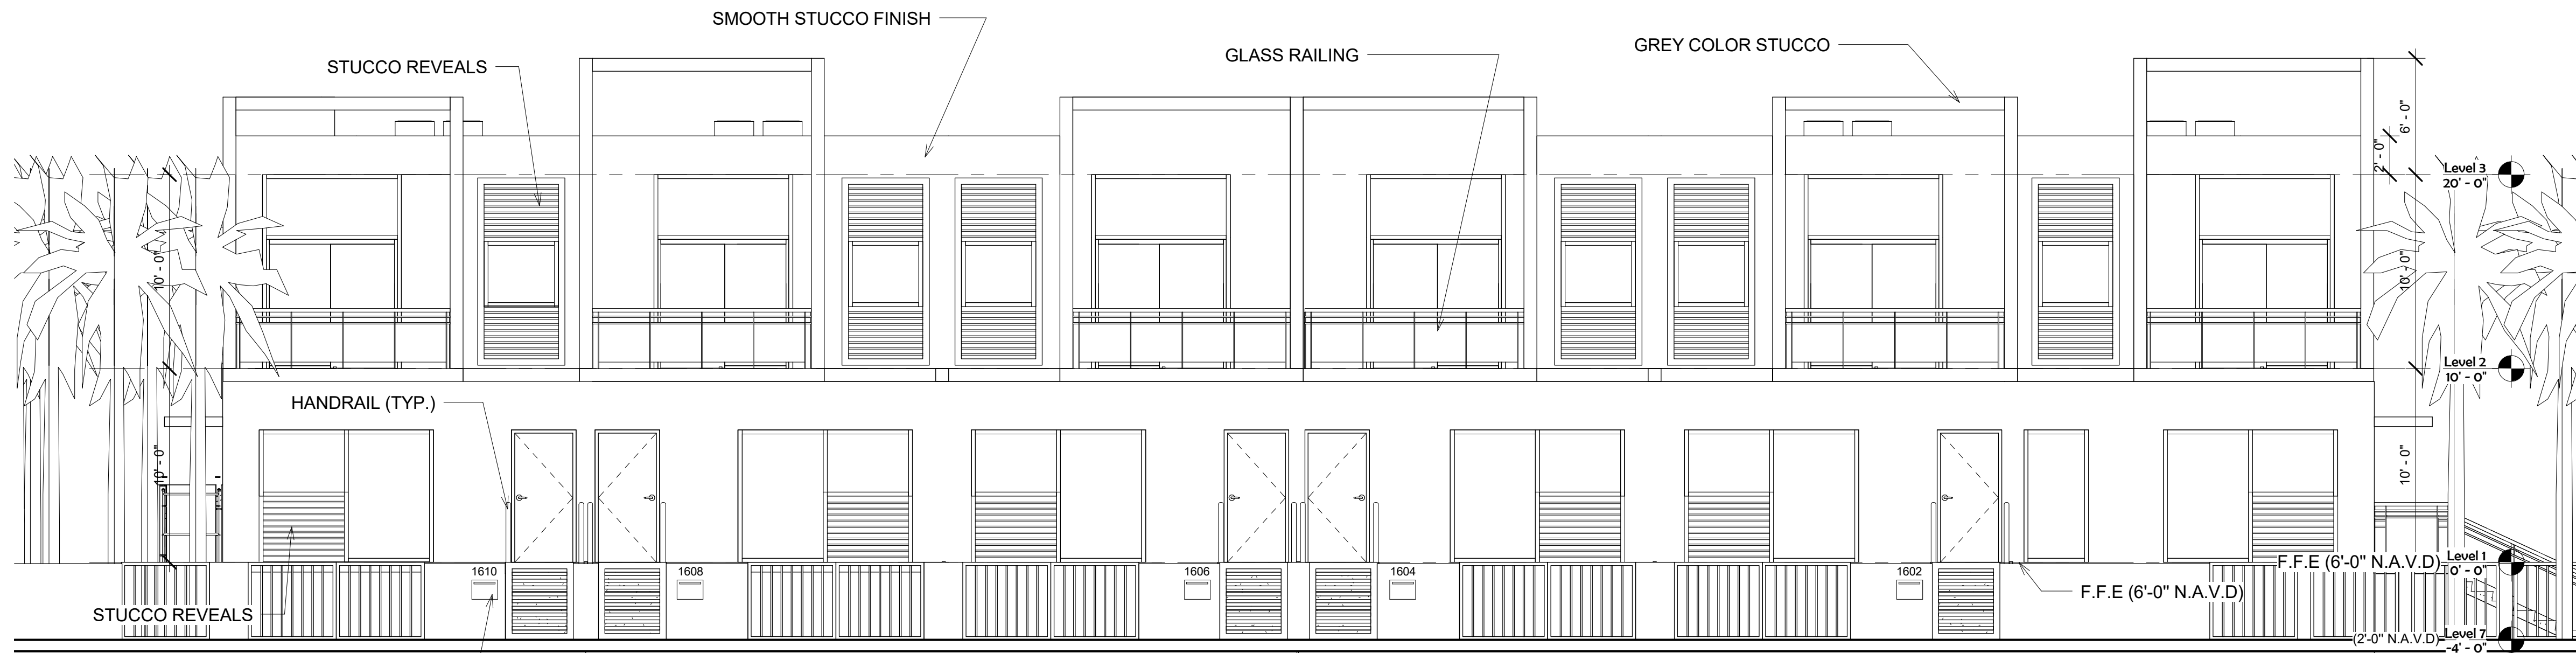 SMOOTH STUCCO FINISH
GREY COLOR STUCCO
GLASS RAILING
STUCCO REVEALS
6' - 0"
2' - 0"
Level 3
20' - 0"
10' - 0"
10' - 0"
Level 2
10' - 0"
HANDRAIL (TYP.)
10' - 0"
10' - 0"
Level 1
F.F.E (6'-0" N.A.V.D)
0' - 0"
1610
1608
1606
1604
1602
F.F.E (6'-0" N.A.V.D)
STUCCO REVEALS
Level 7
(2'-0" N.A.V.D)
-4' - 0"